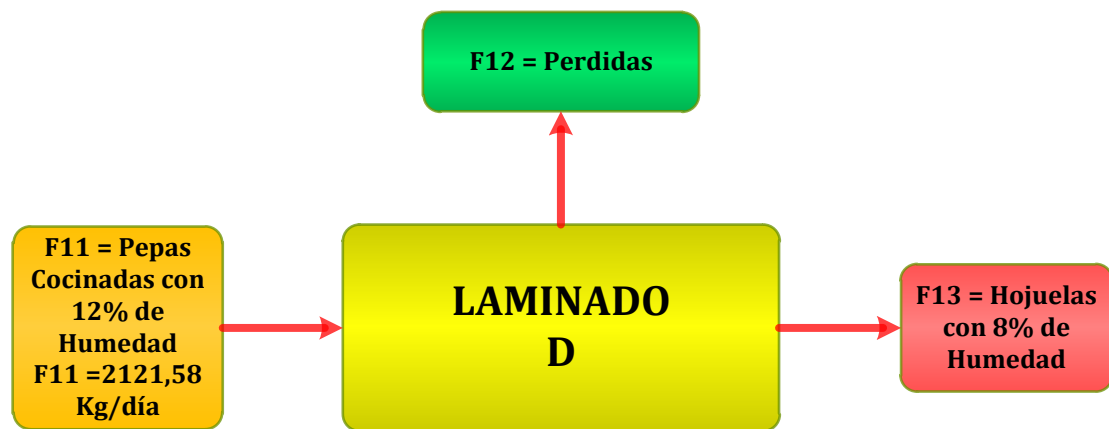 F12 = Perdidas
F11 = Pepas
Cocinadas con
12% de
Humedad
F11 =2121,58
Kg/día
LAMINADO
D
F13 = Hojuelas
con 8% de
Humedad